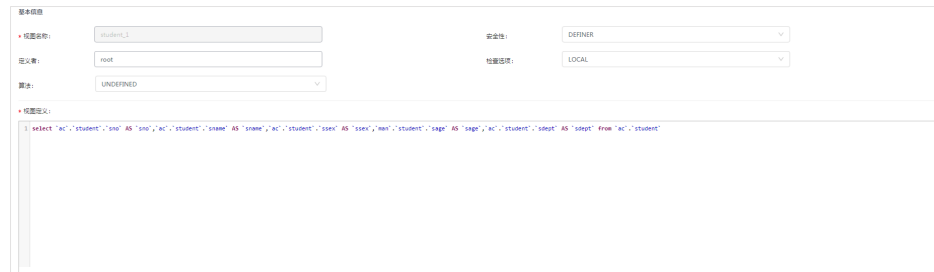 基本信息
* 视图名称: student_1
安全性: DEFINER
定义者: root
检查选项: LOCAL
算法: UNDEFINED
* 视图定义:
1 select `ac`.`student`.`sno` AS `sno`,`ac`.`student`.`sname` AS `sname`,`ac`.`student`.`ssex` AS `ssex`,`man`.`student`.`sage` AS `sage`,`ac`.`student`.`sdept` AS `sdept` from `ac`.`student`